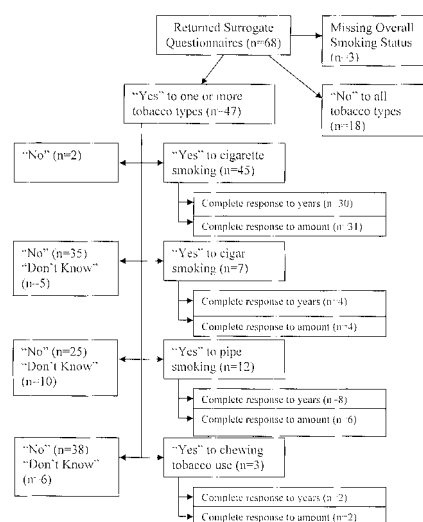 Returned Surrogate
Questionnaires (n=68)
Missing Overall
Smoking Status
(n=3)
"Yes" to one or more
tobacco types (n=47)
"No" to all
tobacco types
(n=18)
"No" (n=2)
"Yes" to cigarette
smoking (n=45)
Complete response to years (n=30)
Complete response to amount (n=31)
"No" (n=35)
"Don't Know"
(n=5)
"Yes" to cigar
smoking (n=7)
Complete response to years (n=4)
Complete response to amount (n=4)
"No" (n=25)
"Don't Know"
(n=10)
"Yes" to pipe
smoking (n=12)
Complete response to years (n=8)
Complete response to amount (n=6)
"No" (n=38)
"Don't Know"
(n=6)
"Yes" to chewing
tobacco use (n=3)
Complete response to years (n=2)
Complete response to amount (n=2)